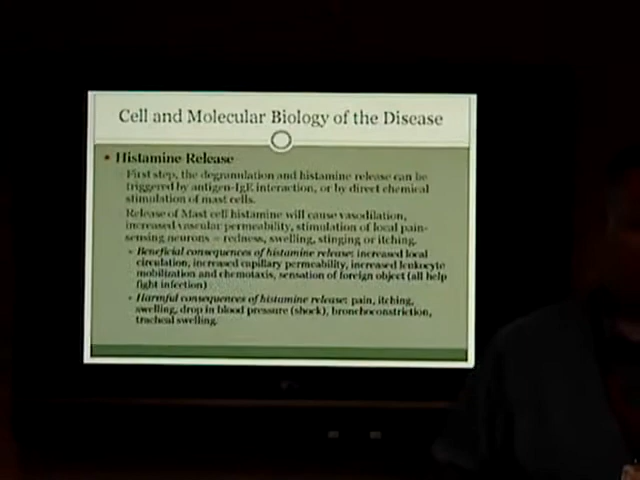 Cell and Molecular Biology of the Disease
Histamine Release
First step, the degranulation and histamine release can be
triggered by antigen-IgE interaction, or by direct chemical
stimulation of mast cells.
Release of Mast cell histamine will cause vasodilation,
increased vascular permeability, stimulation of local pain-
sensing neurons = redness, swelling, stinging or itching.
Beneficial consequences of histamine release: increased local
circulation, increased capillary permeability, increased leukocyte
mobilization and chemotaxis, sensation of foreign object (all help
fight infection)
Harmful consequences of histamine release: pain, itching,
swelling, drop in blood pressure (shock), bronchoconstriction,
tracheal swelling.